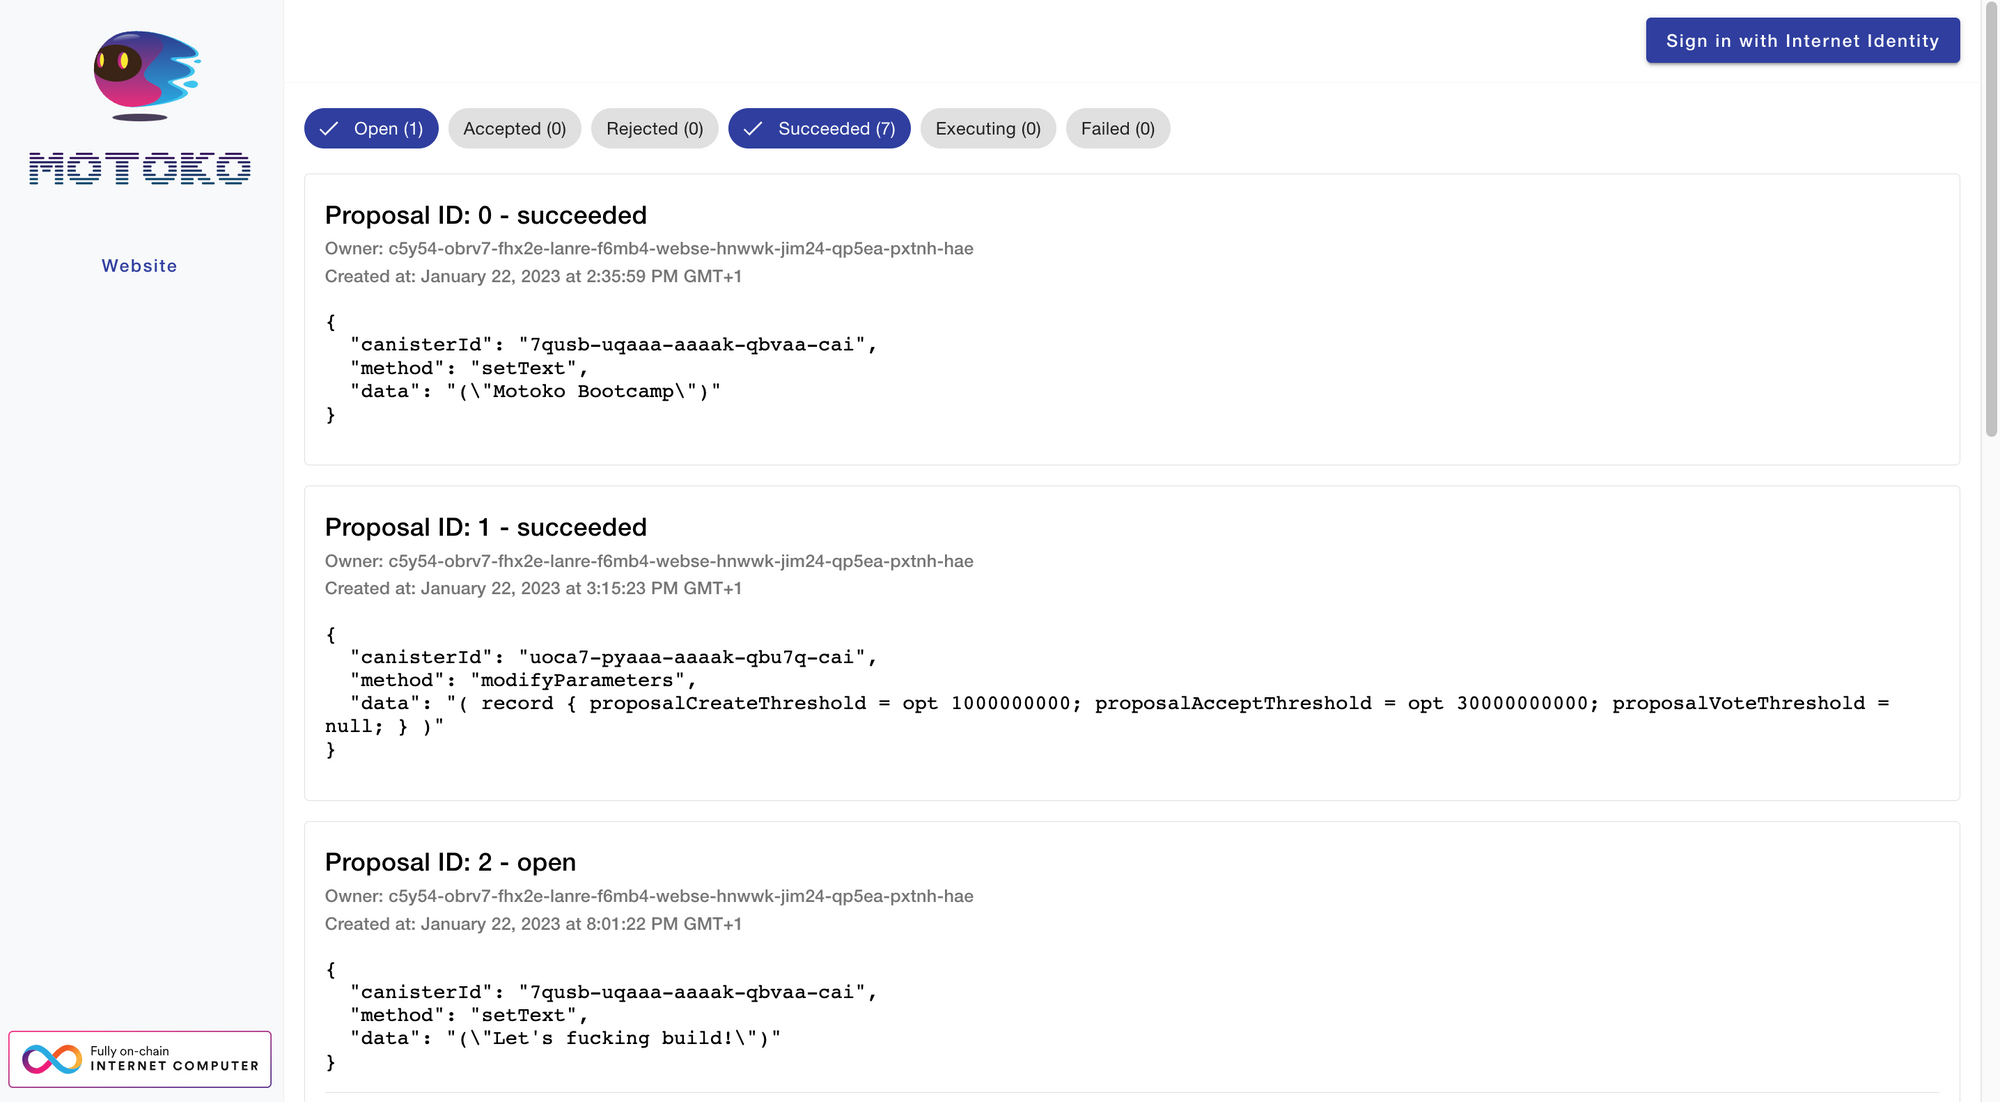 MOTOKO
Website
Fully on-chain
INTERNET COMPUTER
Sign in with Internet Identity
Open (1)
Accepted (0)
Rejected (0)
Succeeded (7)
Executing (0)
Failed (0)
Proposal ID: 0 - succeeded
Owner: c5y54-obrv7-fhx2e-lanre-f6mb4-webse-hnwwk-jim24-qp5ea-pxtnh-hae
Created at: January 22, 2023 at 2:35:59 PM GMT+1
{
"canisterId": "7qusb-uqaaa-aaaak-qbvaa-cai",
"method": "setText",
"data": "(\"Motoko Bootcamp\")"
}
Proposal ID: 1 - succeeded
Owner: c5y54-obrv7-fhx2e-lanre-f6mb4-webse-hnwwk-jim24-qp5ea-pxtnh-hae
Created at: January 22, 2023 at 3:15:23 PM GMT+1
{
"canisterId": "uoca7-pyaaa-aaaak-qbu7q-cai",
"method": "modifyParameters",
"data": "( record { proposalCreateThreshold = opt 1000000000; proposalAcceptThreshold = opt 30000000000; proposalVoteThreshold =
null; } )"
}
Proposal ID: 2 - open
Owner: c5y54-obrv7-fhx2e-lanre-f6mb4-webse-hnwwk-jim24-qp5ea-pxtnh-hae
Created at: January 22, 2023 at 8:01:22 PM GMT+1
{
"canisterId": "7qusb-uqaaa-aaaak-qbvaa-cai",
"method": "setText",
"data": "(\"Let's fucking build!\")"
}